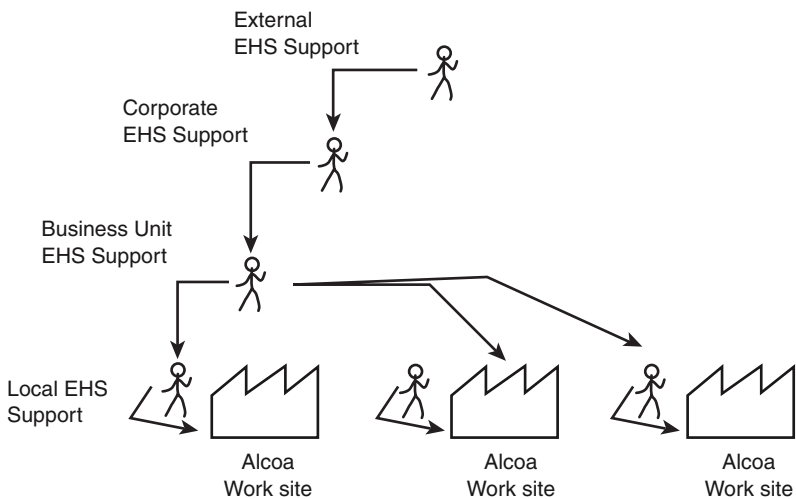 External
EHS Support
Corporate
EHS Support
Business Unit
EHS Support
Local EHS
Support
Alcoa
Work site
Alcoa
Work site
Alcoa
Work site